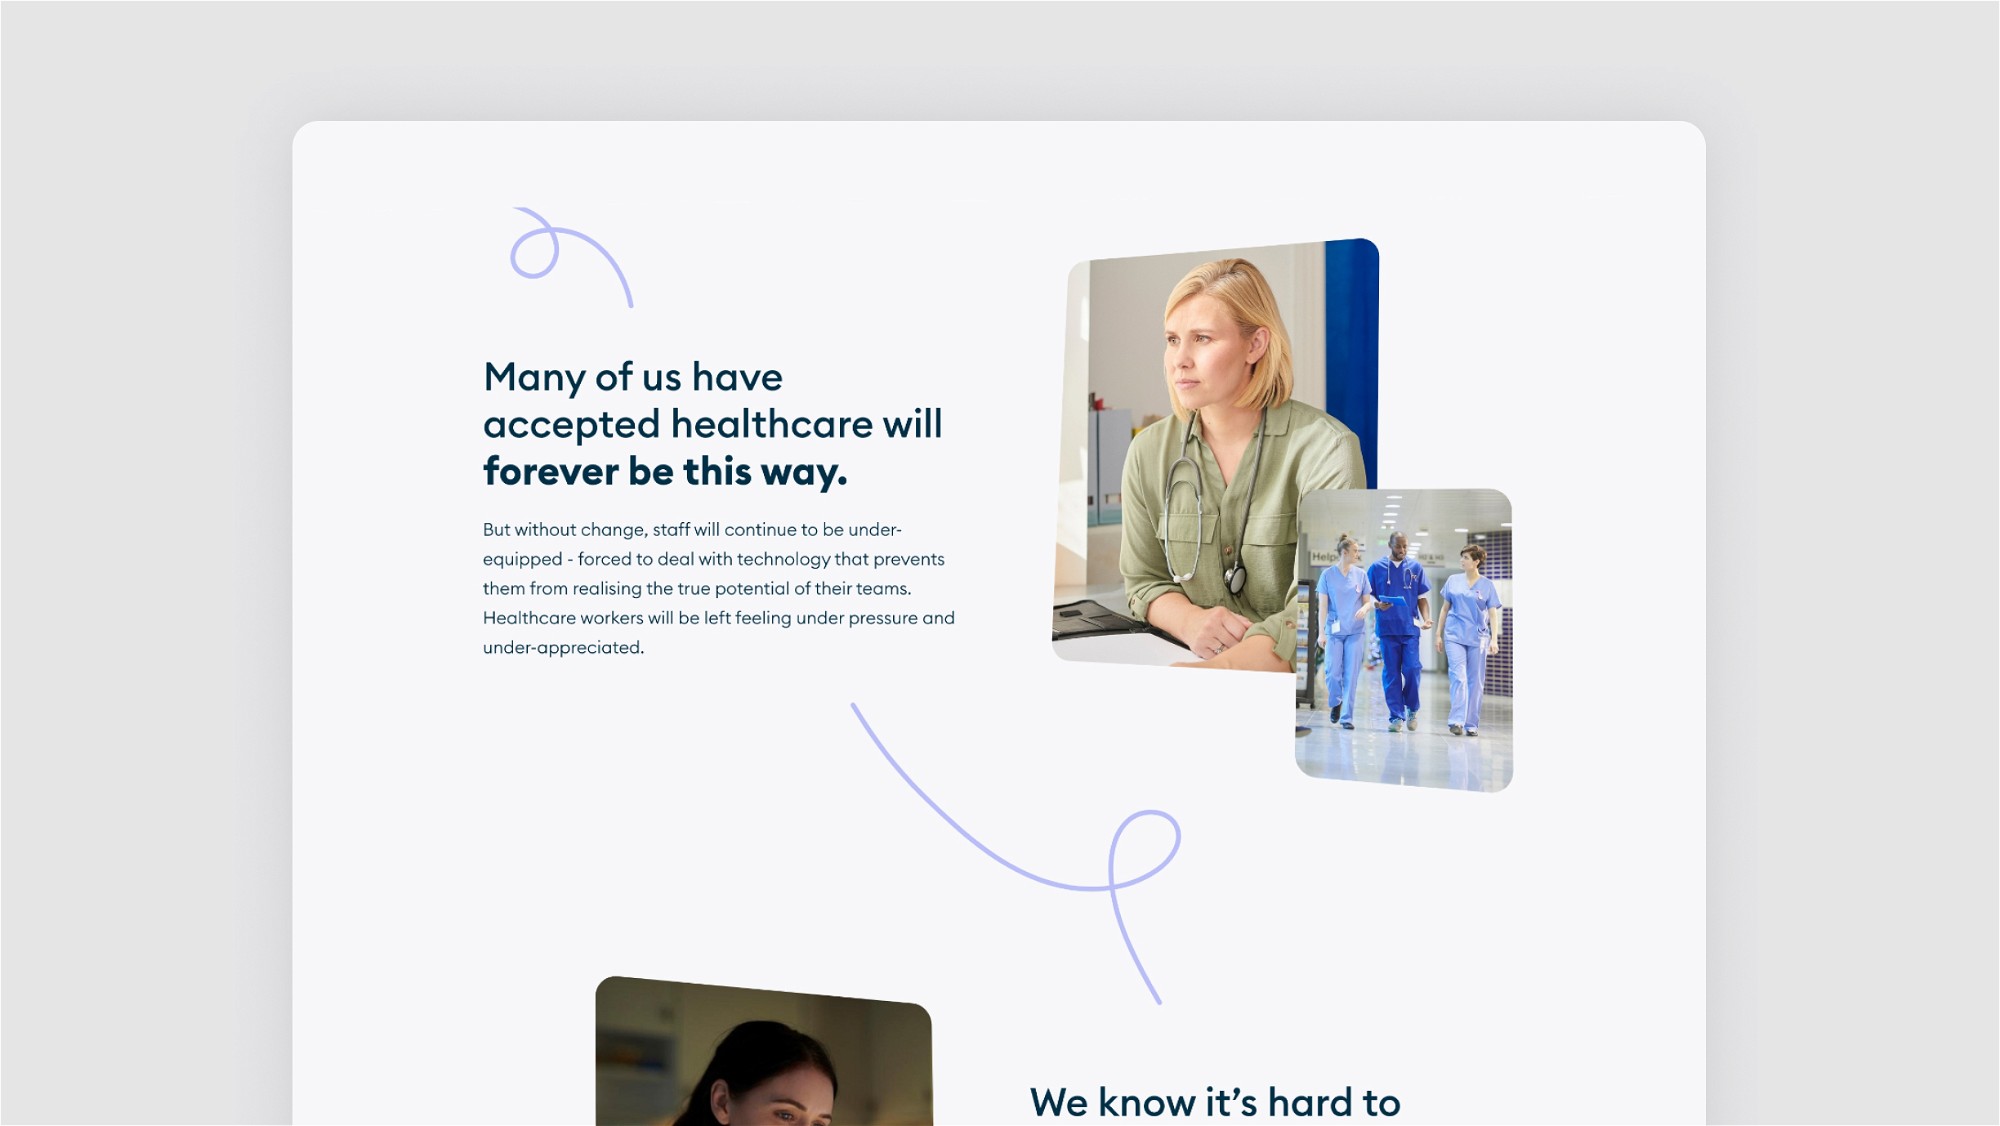 Many of us have
accepted healthcare will
forever be this way.
But without change, staff will continue to be under-
equipped - forced to deal with technology that prevents
them from realising the true potential of their teams.
Healthcare workers will be left feeling under pressure and
under-appreciated.
We know it’s hard to